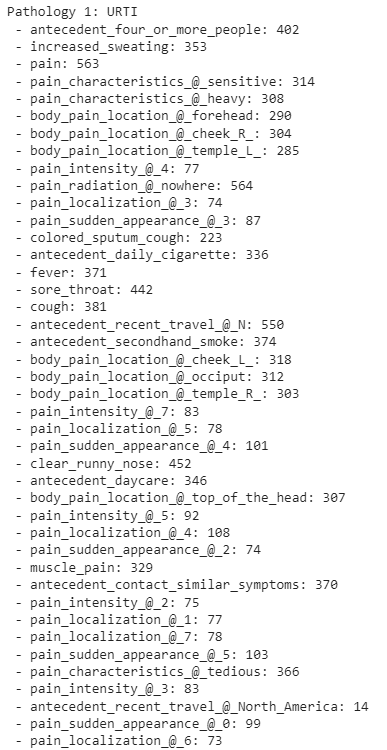 Pathology 1: URTI
- antecedent_four_or_more_people: 402
- increased_sweating: 353
- pain: 563
- pain_characteristics_@_sensitive: 314
- pain_characteristics_@_heavy: 308
- body_pain_location_@_forehead: 290
- body_pain_location_@_cheek_R_: 304
- body_pain_location_@_temple_L_: 285
- pain_intensity_@_4: 77
- pain_radiation_@_nowhere: 564
- pain_localization_@_3: 74
- pain_sudden_appearance_@_3: 87
- colored_sputum_cough: 223
- antecedent_daily_cigarette: 336
- fever: 371
- sore_throat: 442
- cough: 381
- antecedent_recent_travel_@_N: 550
- antecedent_secondhand_smoke: 374
- body_pain_location_@_cheek_L_: 318
- body_pain_location_@_occiput: 312
- body_pain_location_@_temple_R_: 303
- pain_intensity_@_7: 83
- pain_localization_@_5: 78
- pain_sudden_appearance_@_4: 101
- clear_runny_nose: 452
- antecedent_daycare: 346
- body_pain_location_@_top_of_the_head: 307
- pain_intensity_@_5: 92
- pain_localization_@_4: 108
- pain_sudden_appearance_@_2: 74
- muscle_pain: 329
- antecedent_contact_similar_symptoms: 370
- pain_intensity_@_2: 75
- pain_localization_@_1: 77
- pain_localization_@_7: 78
- pain_sudden_appearance_@_5: 103
- pain_characteristics_@_tedious: 366
- pain_intensity_@_3: 83
- antecedent_recent_travel_@_North_America: 14
- pain_sudden_appearance_@_0: 99
- pain_localization_@_6: 73